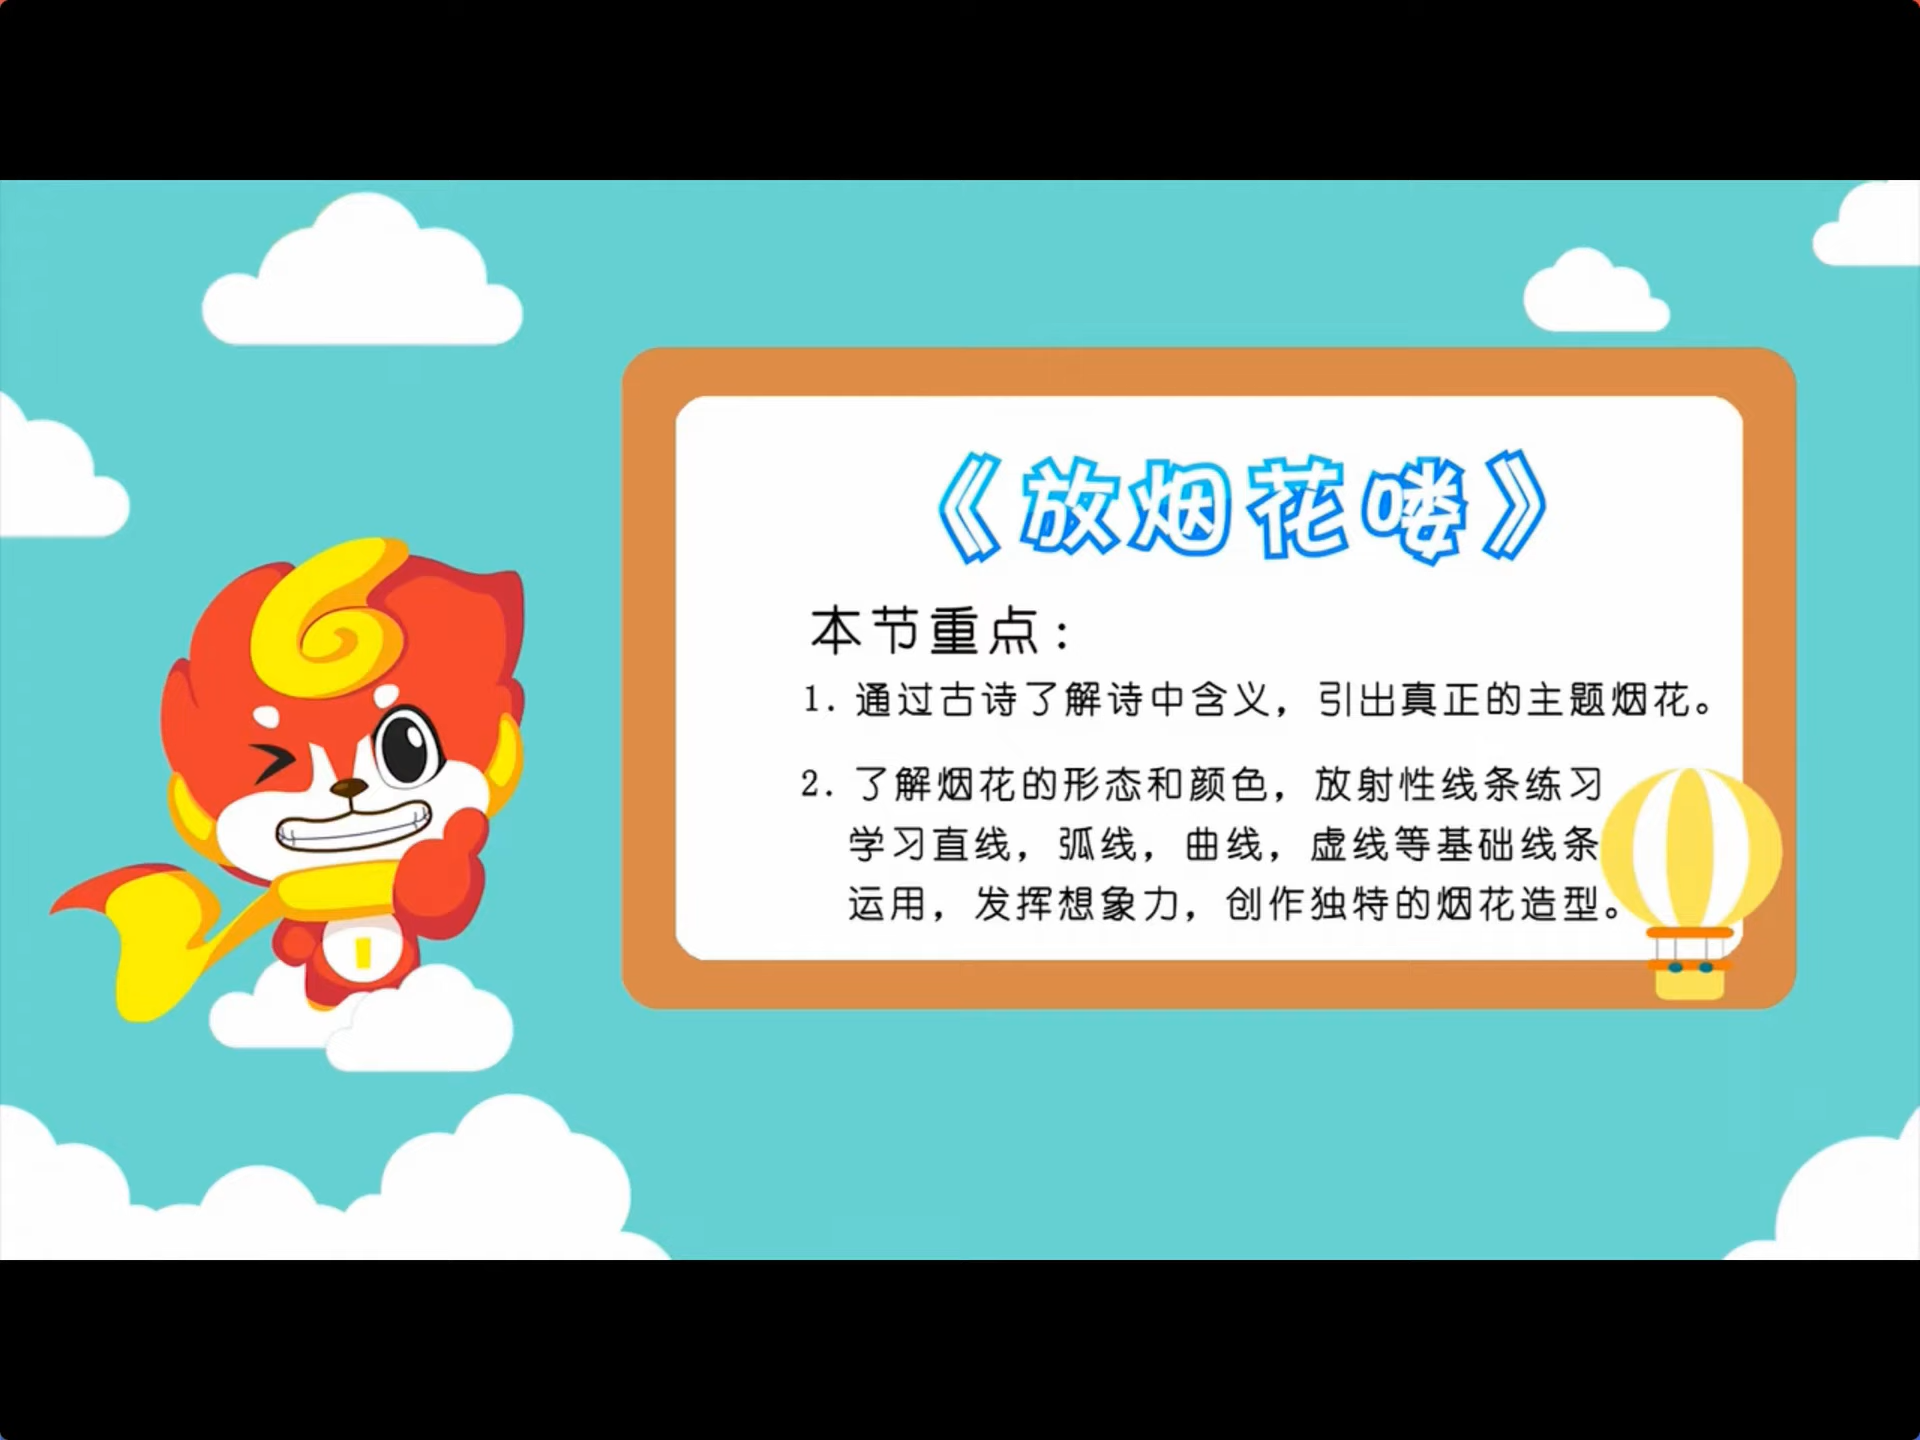 《放烟花喽》
本节重点：
1. 通过古诗了解诗中含义，引出真正的主题烟花。
2. 了解烟花的形态和颜色，放射性线条练习
学习直线，弧线，曲线，虚线等基础线条
运用，发挥想象力，创作独特的烟花造型。